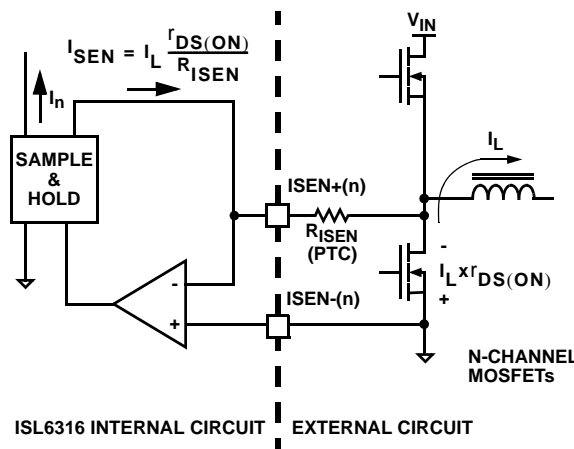 I_SEN = I_L r_DS(ON) / R_ISEN
V_IN
I_n
I_L
SAMPLE
&
HOLD
ISEN+(n)
R_ISEN
(PTC)
-
-
I_L x r_DS(ON)
+
+
ISEN-(n)
N-CHANNEL
MOSFETs
ISL6316 INTERNAL CIRCUIT
EXTERNAL CIRCUIT